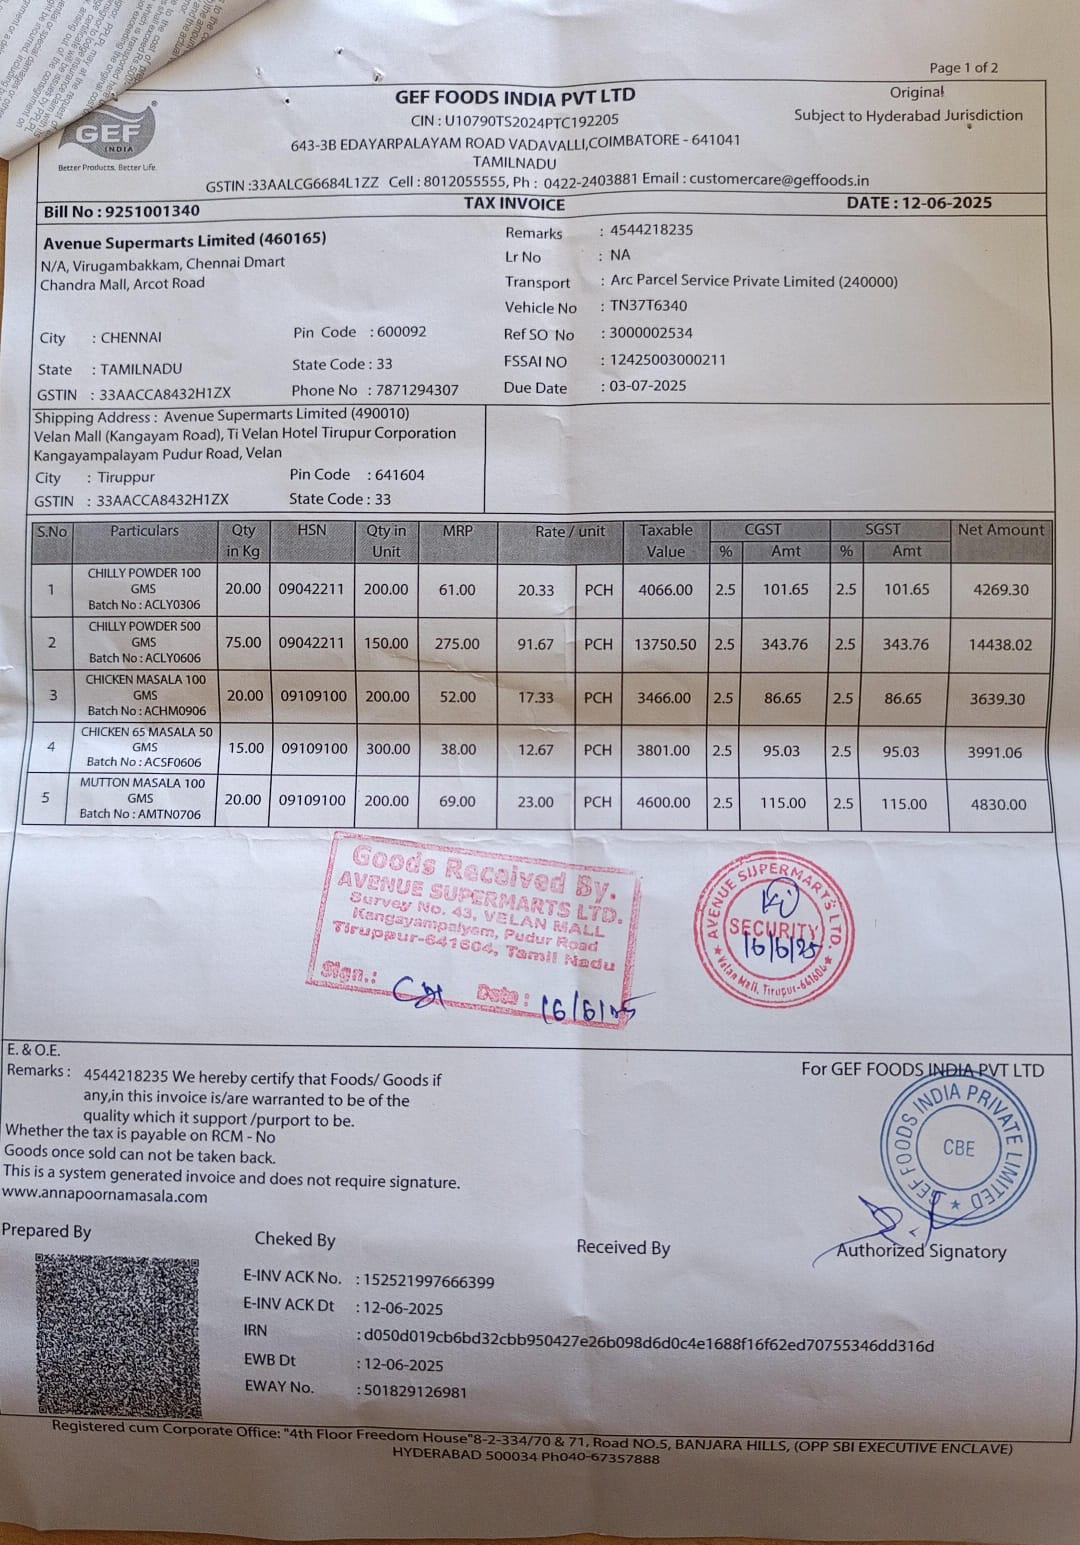 Page 1 of 2
GEF FOODS INDIA PVT LTD
Original
CIN : U10790TS2024PTC192205
Subject to Hyderabad Jurisdiction
643-3B EDAYARPALAYAM ROAD VADAVALLI,COIMBATORE - 641041
TAMILNADU
GSTIN :33AALCG6684L1ZZ Cell : 8012055555, Ph : 0422-2403881 Email : customercare@geffoods.in
GEF
INDIA
Better Products. Better Life.
Bill No : 9251001340 TAX INVOICE DATE : 12-06-2025
Avenue Supermarts Limited (460165)
N/A, Virugambakkam, Chennai Dmart
Chandra Mall, Arcot Road
City : CHENNAI Pin Code : 600092
State : TAMILNADU State Code : 33
GSTIN : 33AACCA8432H1ZX Phone No : 7871294307
Remarks : 4544218235
Lr No : NA
Transport : Arc Parcel Service Private Limited (240000)
Vehicle No : TN37T6340
Ref SO No : 3000002534
FSSAI NO : 12425003000211
Due Date : 03-07-2025
Shipping Address : Avenue Supermarts Limited (490010)
Velan Mall (Kangayam Road), Ti Velan Hotel Tirupur Corporation
Kangayampalayam Pudur Road, Velan
City : Tiruppur Pin Code : 641604
GSTIN : 33AACCA8432H1ZX State Code : 33
S.No Particulars Qty in Kg HSN Qty in Unit MRP Rate / unit Taxable Value CGST % Amt SGST % Amt Net Amount
1 CHILLY POWDER 100 GMS Batch No : ACLY0306 20.00 09042211 200.00 61.00 20.33 PCH 4066.00 2.5 101.65 2.5 101.65 4269.30
2 CHILLY POWDER 500 GMS Batch No : ACLY0606 75.00 09042211 150.00 275.00 91.67 PCH 13750.50 2.5 343.76 2.5 343.76 14438.02
3 CHICKEN MASALA 100 GMS Batch No : ACHM0906 20.00 09109100 200.00 52.00 17.33 PCH 3466.00 2.5 86.65 2.5 86.65 3639.30
4 CHICKEN 65 MASALA 50 GMS Batch No : ACSF0606 15.00 09109100 300.00 38.00 12.67 PCH 3801.00 2.5 95.03 2.5 95.03 3991.06
5 MUTTON MASALA 100 GMS Batch No : AMTN0706 20.00 09109100 200.00 69.00 23.00 PCH 4600.00 2.5 115.00 2.5 115.00 4830.00
Goods Received By.
AVENUE SUPERMARTS LTD.
Survey No. 43, VELAN MALL
Kangayampalyam, Pudur Road
Tiruppur-641604, Tamil Nadu
Sign.: Date : 16/6/25
AVENUE SUPERMARTS LTD.
SECURITY
16/6/25
Velan Mall, Tirupur-641604
E. & O.E.
Remarks : 4544218235 We hereby certify that Foods/ Goods if
any,in this invoice is/are warranted to be of the
quality which it support /purport to be.
Whether the tax is payable on RCM - No
Goods once sold can not be taken back.
This is a system generated invoice and does not require signature.
www.annapoornamasala.com
For GEF FOODS INDIA PVT LTD
GEF FOODS INDIA PRIVATE LIMITED
CBE
Prepared By Cheked By Received By Authorized Signatory
E-INV ACK No. : 152521997666399
E-INV ACK Dt : 12-06-2025
IRN : d050d019cb6bd32cbb950427e26b098d6d0c4e1688f16f62ed70755346dd316d
EWB Dt : 12-06-2025
EWAY No. : 501829126981
Registered cum Corporate Office: "4th Floor Freedom House"8-2-334/70 & 71, Road NO.5, BANJARA HILLS, (OPP SBI EXECUTIVE ENCLAVE)
HYDERABAD 500034 Ph040-67357888